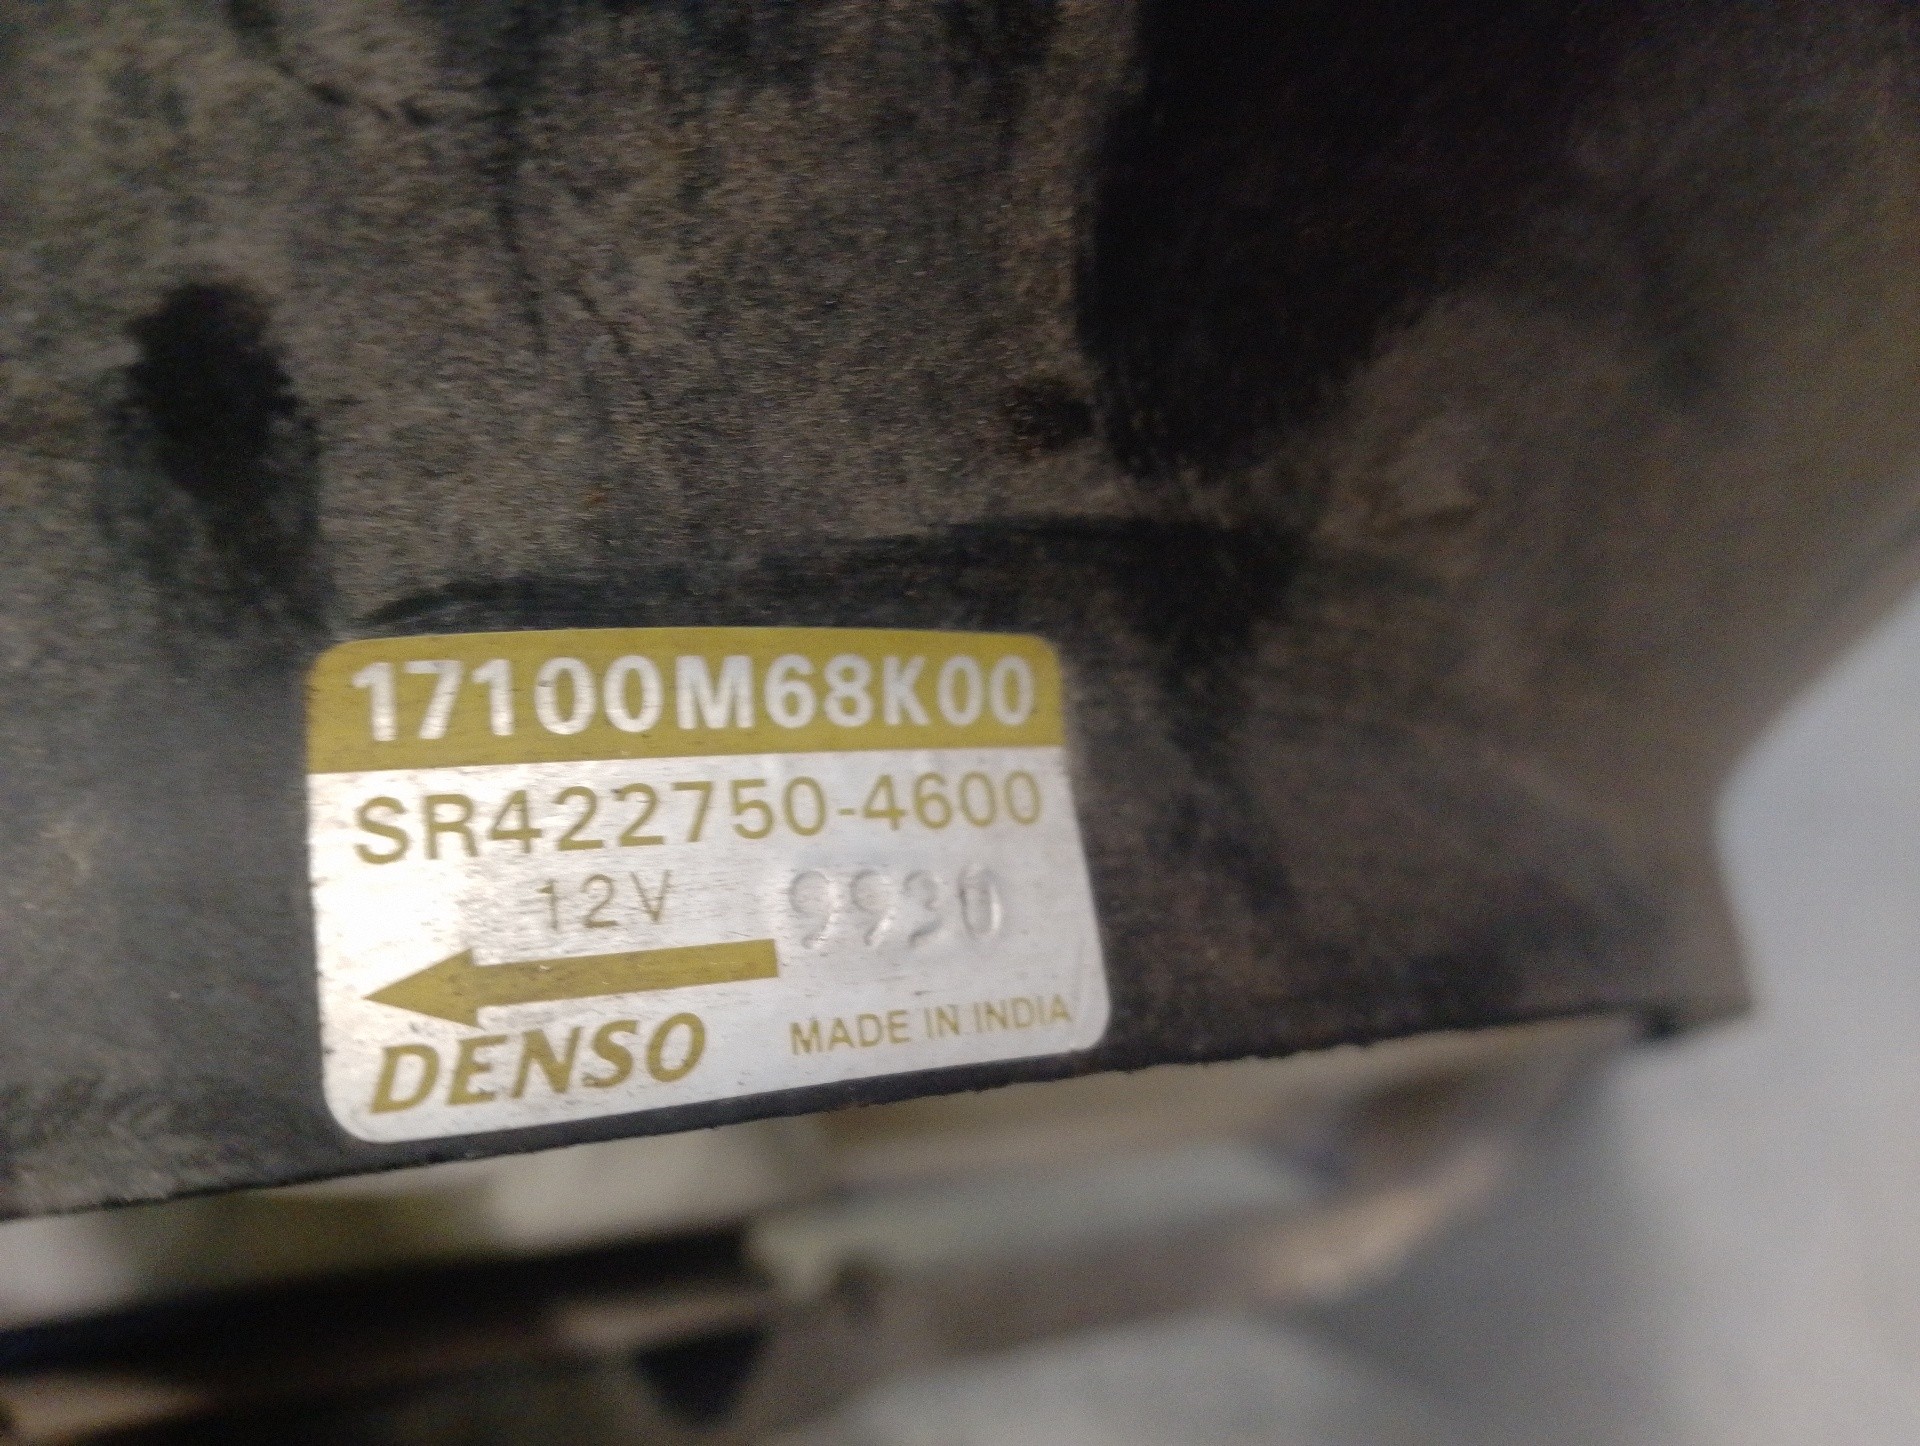 17100M68K00
SR422750-4600
12V 9930
DENSO MADE IN INDIA